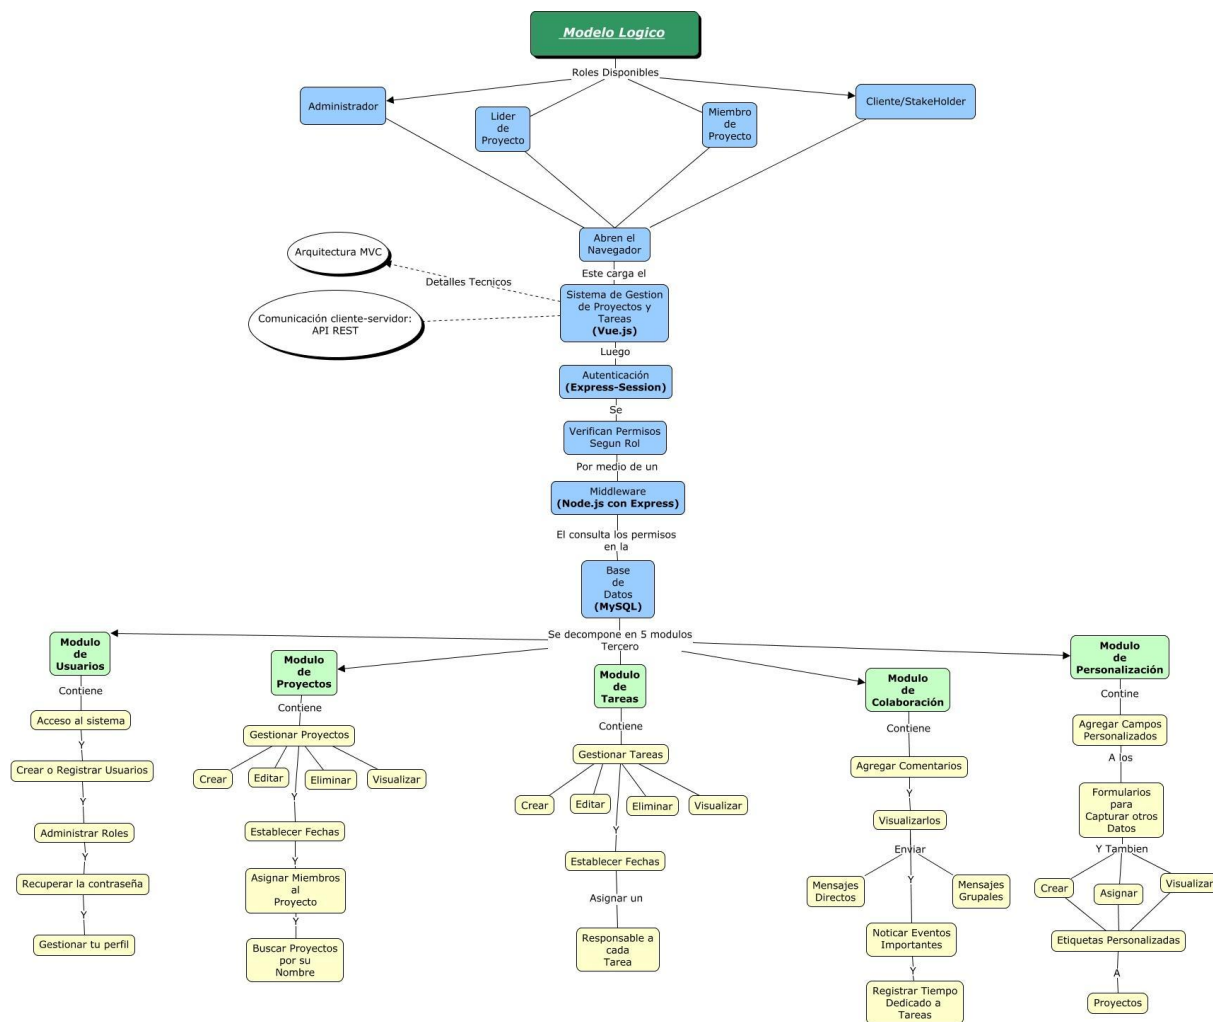 Modelo Logico
Roles Disponibles
Administrador
Lider
de
Proyecto
Miembro
de
Proyecto
Cliente/StakeHolder
Abren el
Navegador
Este carga el
Arquitectura MVC
Detalles Tecnicos
Comunicación cliente-servidor:
API REST
Sistema de Gestion
de Proyectos y
Tareas
(Vue.js)
Luego
Autenticación
(Express-Session)
Se
Verifican Permisos
Segun Rol
Por medio de un
Middleware
(Node.js con Express)
El consulta los permisos
en la
Base
de
Datos
(MySQL)
Se decompone en 5 modulos
Tercero
Modulo
de
Usuarios
Contiene
Acceso al sistema
Y
Crear o Registrar Usuarios
Y
Administrar Roles
Y
Recuperar la contraseña
Y
Gestionar tu perfil
Modulo
de
Proyectos
Contiene
Gestionar Proyectos
Crear
Editar
Eliminar
Visualizar
Y
Establecer Fechas
Y
Asignar Miembros
al
Proyecto
Y
Buscar Proyectos
por su
Nombre
Modulo
de
Tareas
Contiene
Gestionar Tareas
Crear
Editar
Eliminar
Visualizar
Y
Establecer Fechas
Asignar un
Responsable a
cada
Tarea
Modulo
de
Colaboración
Contiene
Agregar Comentarios
Y
Visualizarlos
Enviar
Mensajes
Directos
Y
Mensajes
Grupales
Noticar Eventos
Importantes
Y
Registrar Tiempo
Dedicado a
Tareas
Modulo
de
Personalización
Contine
Agregar Campos
Personalizados
A los
Formularios
para
Capturar otros
Datos
Y Tambien
Crear
Asignar
Visualizar
Etiquetas Personalizadas
A
Proyectos